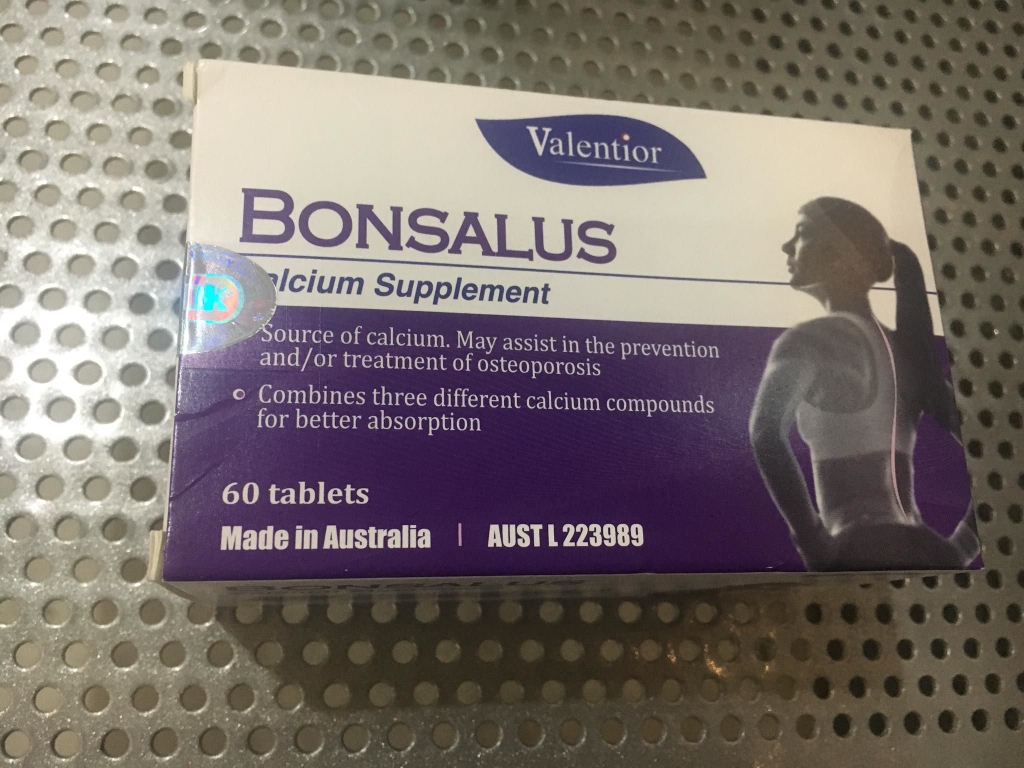 Valentior
BONSALUS
alcium Supplement
Source of calcium. May assist in the prevention
and/or treatment of osteoporosis
Combines three different calcium compounds
for better absorption
60 tablets
Made in Australia | AUST L 223989
BONSALUS